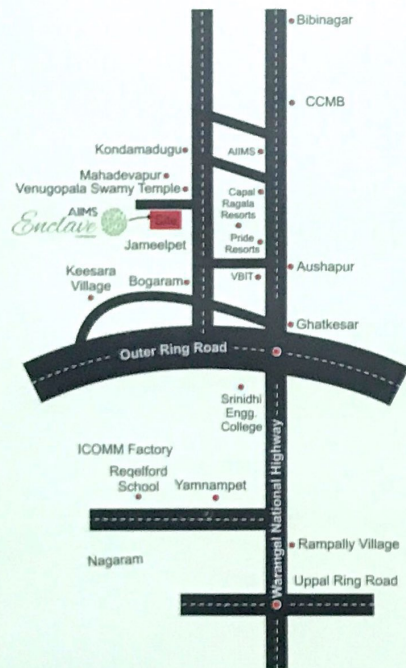 Bibinagar
CCMB
Kondamadugu
AIIMS
Mahadevapur
Venugopala Swamy Temple
Capal
Ragala
Resorts
AIIMS
Enclave
Site
Pride
Resorts
Jameelpet
Keesara
Village
Bogaram
VBIT
Aushapur
Ghatkesar
Outer Ring Road
Srinidhi
Engg.
College
Warangel National Highway
ICOMM Factory
Reqelford
School
Yamnampet
Nagaram
Rampally Village
Uppal Ring Road